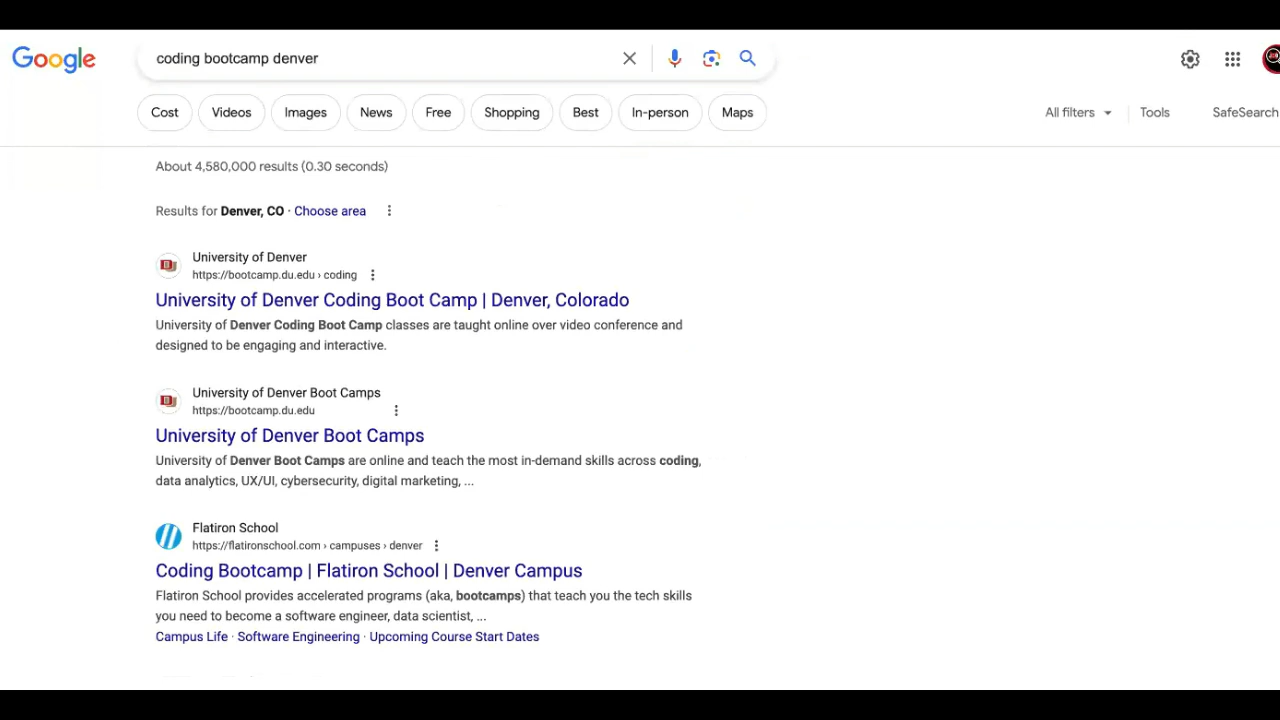 Google
coding bootcamp denver
Cost
Videos
Images
News
Free
Shopping
Best
In-person
Maps
All filters
Tools
SafeSearch
About 4,580,000 results (0.30 seconds)
Results for Denver, CO · Choose area
University of Denver
https://bootcamp.du.edu › coding
University of Denver Coding Boot Camp | Denver, Colorado
University of Denver Coding Boot Camp classes are taught online over video conference and
designed to be engaging and interactive.
University of Denver Boot Camps
https://bootcamp.du.edu
University of Denver Boot Camps
University of Denver Boot Camps are online and teach the most in-demand skills across coding,
data analytics, UX/UI, cybersecurity, digital marketing, ...
Flatiron School
https://flatironschool.com › campuses › denver
Coding Bootcamp | Flatiron School | Denver Campus
Flatiron School provides accelerated programs (aka, bootcamps) that teach you the tech skills
you need to become a software engineer, data scientist, ...
Campus Life · Software Engineering · Upcoming Course Start Dates